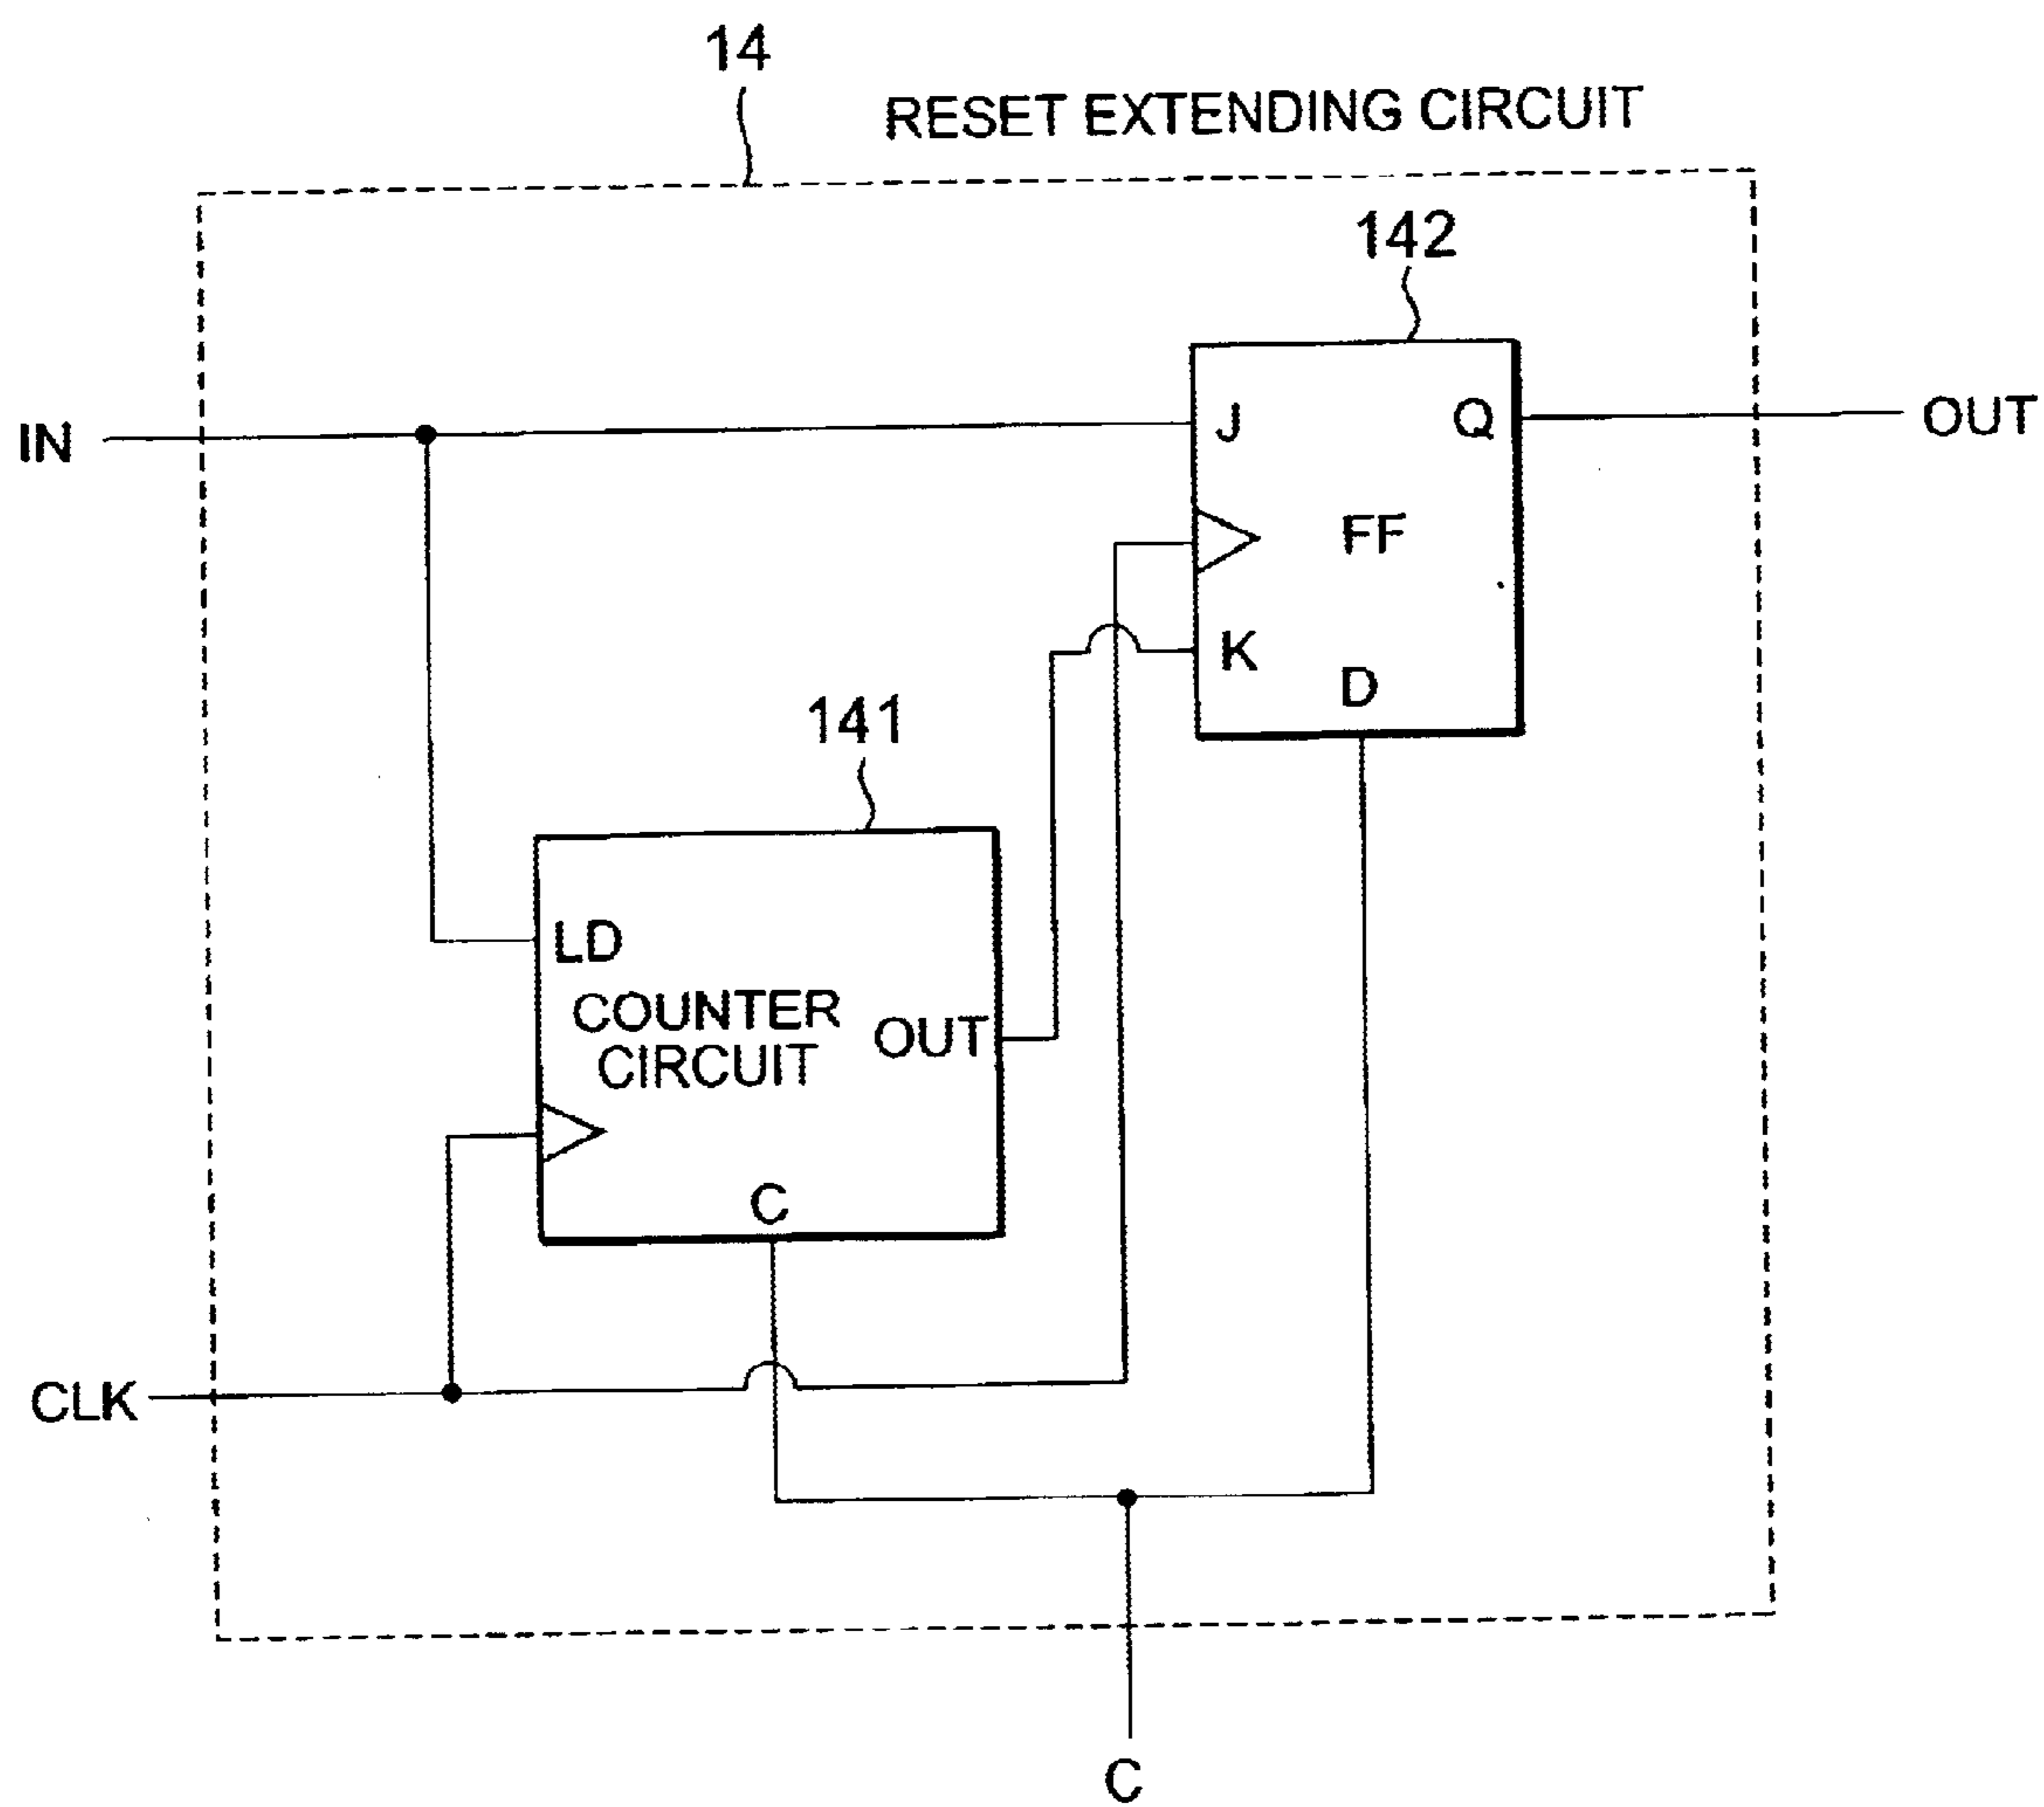 14
RESET EXTENDING CIRCUIT
142
IN
J
Q
OUT
FF
K
D
141
LD
COUNTER
CIRCUIT
OUT
C
CLK
C